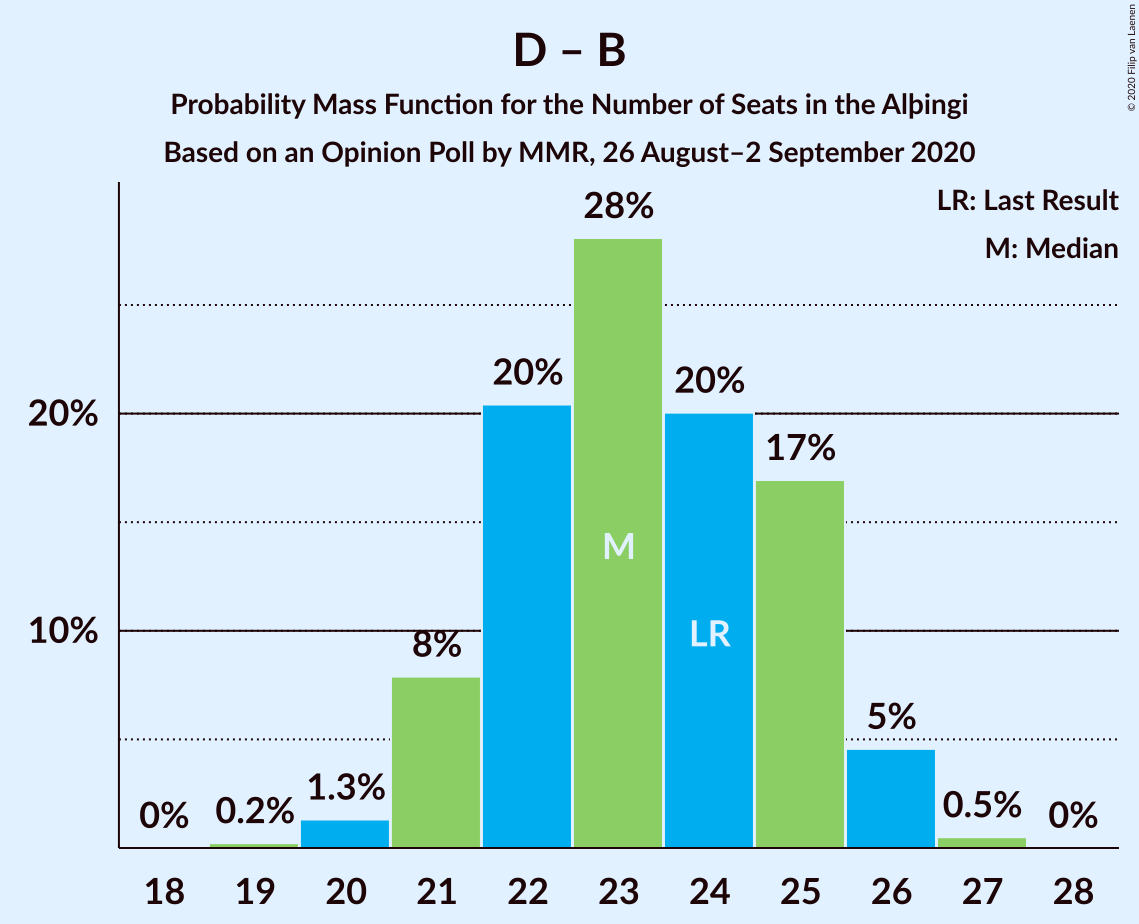 D – B
Probability Mass Function for the Number of Seats in the Alþingi
Based on an Opinion Poll by MMR, 26 August–2 September 2020
© 2020 Filip van Laenen
LR: Last Result
M: Median
28%
20%
20%
20%
17%
M
LR
10%
8%
5%
1.3%
0%
0.2%
0.5%
0%
18 19 20 21 22 23 24 25 26 27 28